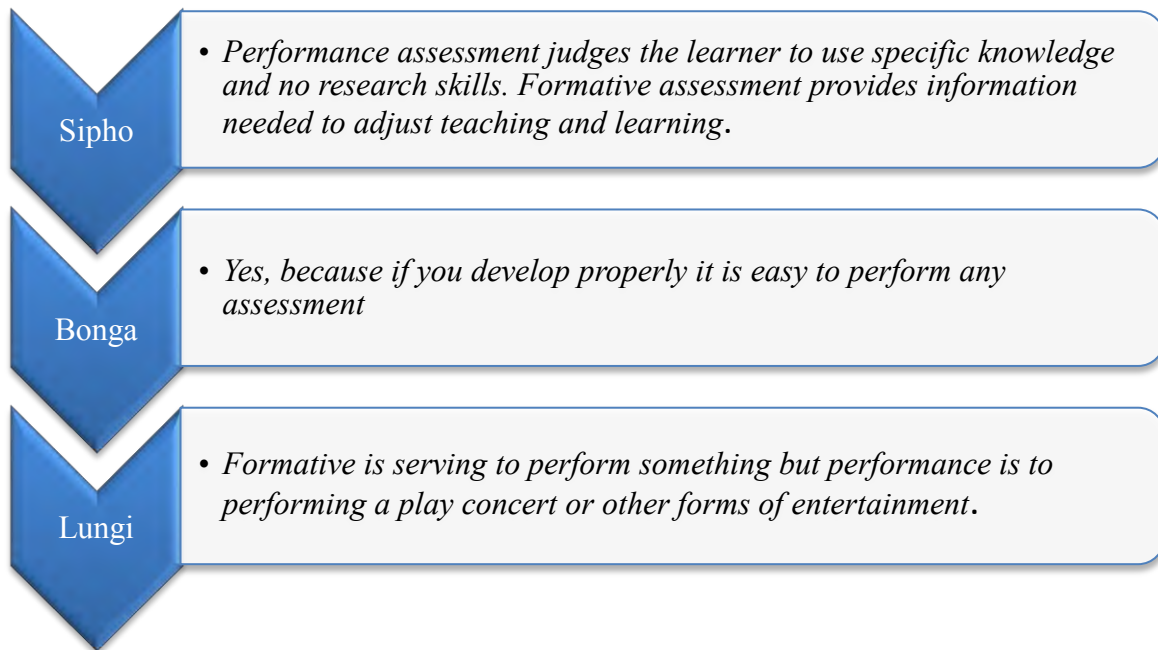 Sipho
• Performance assessment judges the learner to use specific knowledge
and no research skills. Formative assessment provides information
needed to adjust teaching and learning.
Bonga
• Yes, because if you develop properly it is easy to perform any
assessment
Lungi
• Formative is serving to perform something but performance is to
performing a play concert or other forms of entertainment.